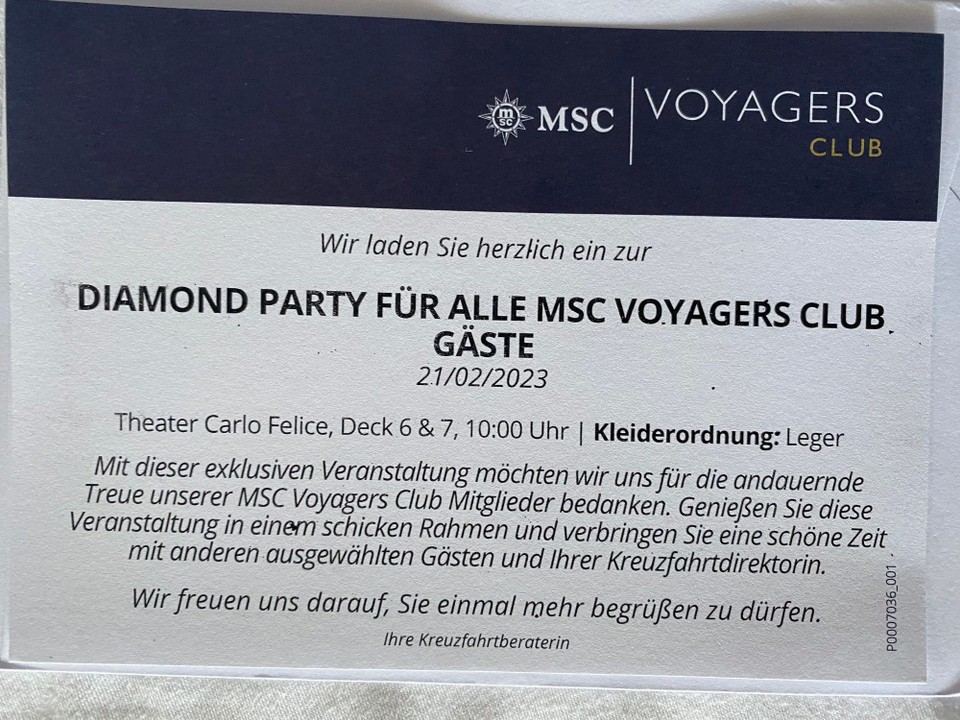 MSC
VOYAGERS
CLUB
Wir laden Sie herzlich ein zur
DIAMOND PARTY FÜR ALLE MSC VOYAGERS CLUB
GÄSTE
21/02/2023
Theater Carlo Felice, Deck 6 & 7, 10:00 Uhr | Kleiderordnung: Leger
Mit dieser exklusiven Veranstaltung möchten wir uns für die andauernde
Treue unserer MSC Voyagers Club Mitglieder bedanken. Genießen Sie diese
Veranstaltung in einem schicken Rahmen und verbringen Sie eine schöne Zeit
mit anderen ausgewählten Gästen und Ihrer Kreuzfahrtdirektorin.
Wir freuen uns darauf, Sie einmal mehr begrüßen zu dürfen.
Ihre Kreuzfahrtberaterin
P0007036_001